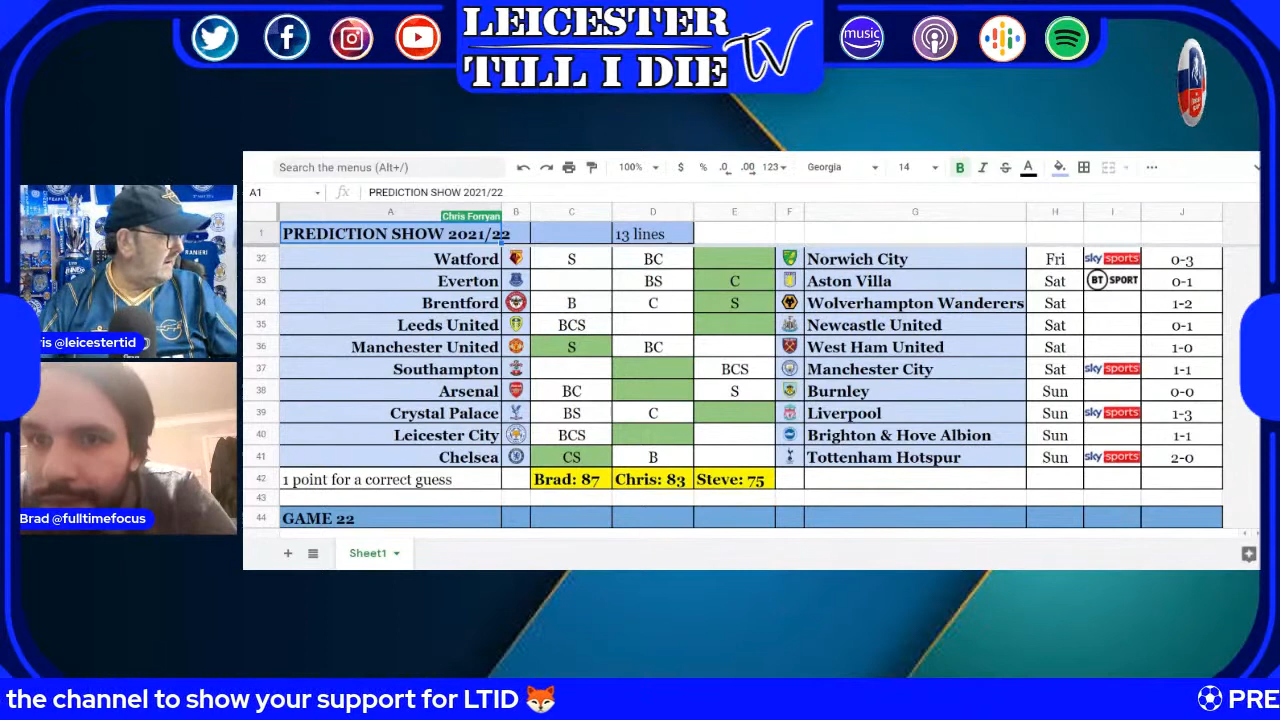 LEICESTER
TILL I DIE TV
music
Search the menus (Alt+/)
100%
$ % .0 .00 123
Georgia
14
B I S A
A1
fx
PREDICTION SHOW 2021/22
A B C D E F G H I J
Chris Forryan
1 PREDICTION SHOW 2021/22 13 lines
32 Watford S BC Norwich City Fri sky sports 0-3
33 Everton BS C Aston Villa Sat BT SPORT 0-1
34 Brentford B C S Wolverhampton Wanderers Sat 1-2
35 Leeds United BCS Newcastle United Sat 0-1
36 Manchester United S BC West Ham United Sat 1-0
37 Southampton BCS Manchester City Sat sky sports 1-1
38 Arsenal BC S Burnley Sun 0-0
39 Crystal Palace BS C Liverpool Sun sky sports 1-3
40 Leicester City BCS Brighton & Hove Albion Sun 1-1
41 Chelsea CS B Tottenham Hotspur Sun sky sports 2-0
42 1 point for a correct guess Brad: 87 Chris: 83 Steve: 75
43
44 GAME 22
+ Sheet1
ris @leicestertid
Brad @fulltimefocus
the channel to show your support for LTID 🦊
⚽ PRE